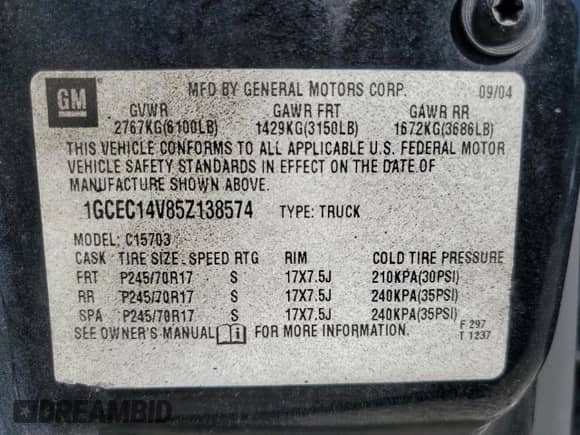 GM
MFD BY GENERAL MOTORS CORP. 09/04
GVWR GAWR FRT GAWR RR
2767KG(6100LB) 1429KG(3150LB) 1672KG(3686LB)
THIS VEHICLE CONFORMS TO ALL APPLICABLE U.S. FEDERAL MOTOR
VEHICLE SAFETY STANDARDS IN EFFECT ON THE DATE OF
MANUFACTURE SHOWN ABOVE.
1GCEC14V85Z138574 TYPE: TRUCK
MODEL: C15703
CASK TIRE SIZE. SPEED RTG RIM COLD TIRE PRESSURE
FRT P245/70R17 S 17X7.5J 210KPA(30PSI)
RR P245/70R17 S 17X7.5J 240KPA(35PSI)
SPA P245/70R17 S 17X7.5J 240KPA(35PSI)
SEE OWNER'S MANUAL i FOR MORE INFORMATION.
F 297
T 1237
DREAMBID